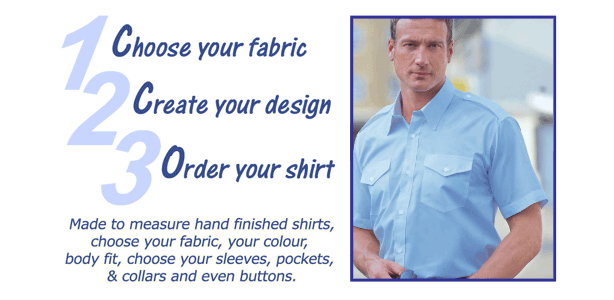 1 Choose your fabric
2 Create your design
3 Order your shirt
Made to measure hand finished shirts,
choose your fabric, your colour,
body fit, choose your sleeves, pockets,
& collars and even buttons.